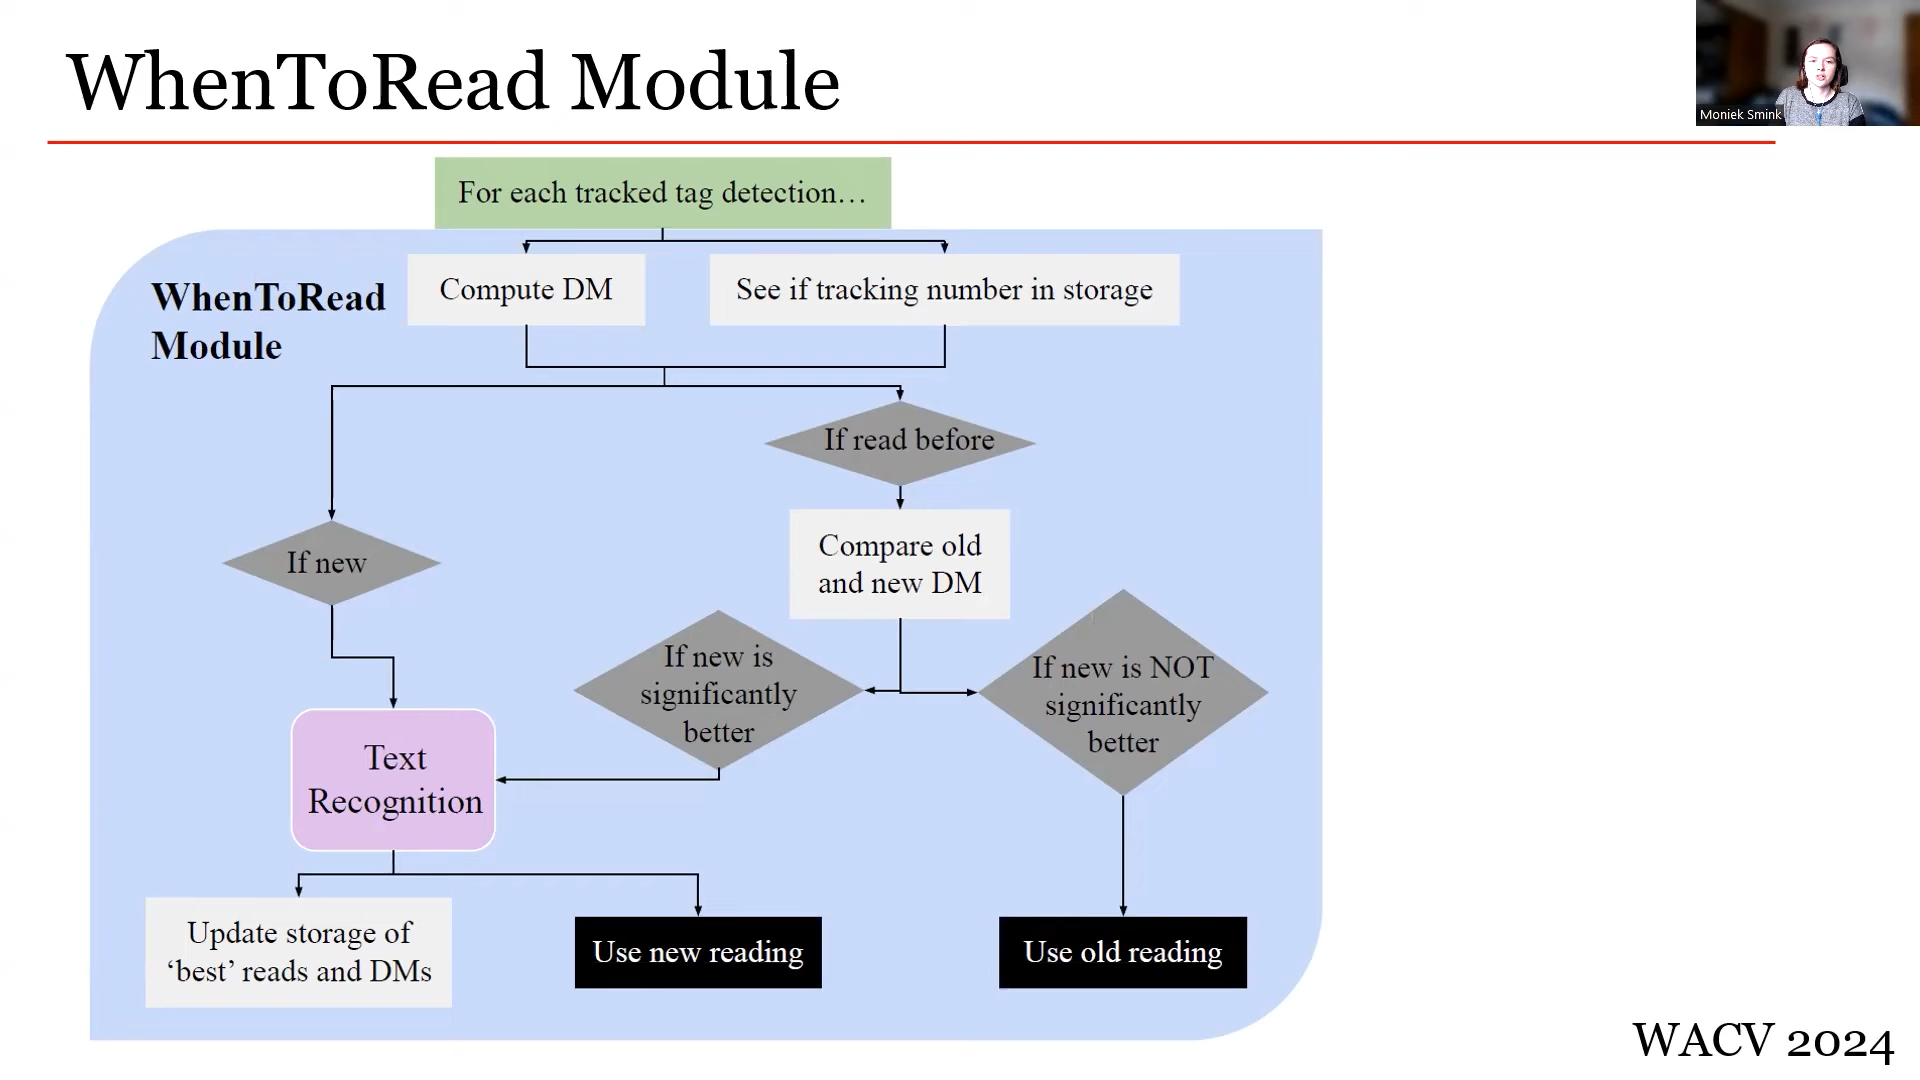 WhenToRead Module
Moniek Smink
For each tracked tag detection…
WhenToRead
Module
Compute DM
See if tracking number in storage
If read before
If new
Compare old
and new DM
If new is
significantly
better
If new is NOT
significantly
better
Text
Recognition
Update storage of
‘best’ reads and DMs
Use new reading
Use old reading
WACV 2024